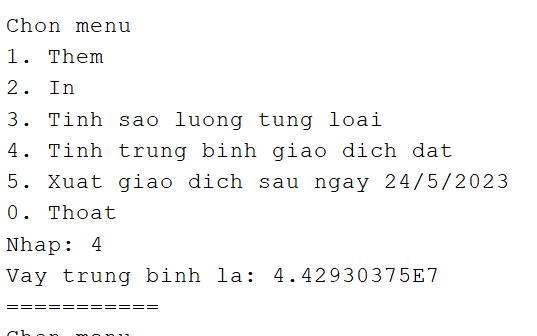 Chon menu
1. Them
2. In
3. Tinh sao luong tung loai
4. Tinh trung binh giao dich dat
5. Xuat giao dich sau ngay 24/5/2023
0. Thoat
Nhap: 4
Vay trung binh la: 4.42930375E7
===========
Chon menu